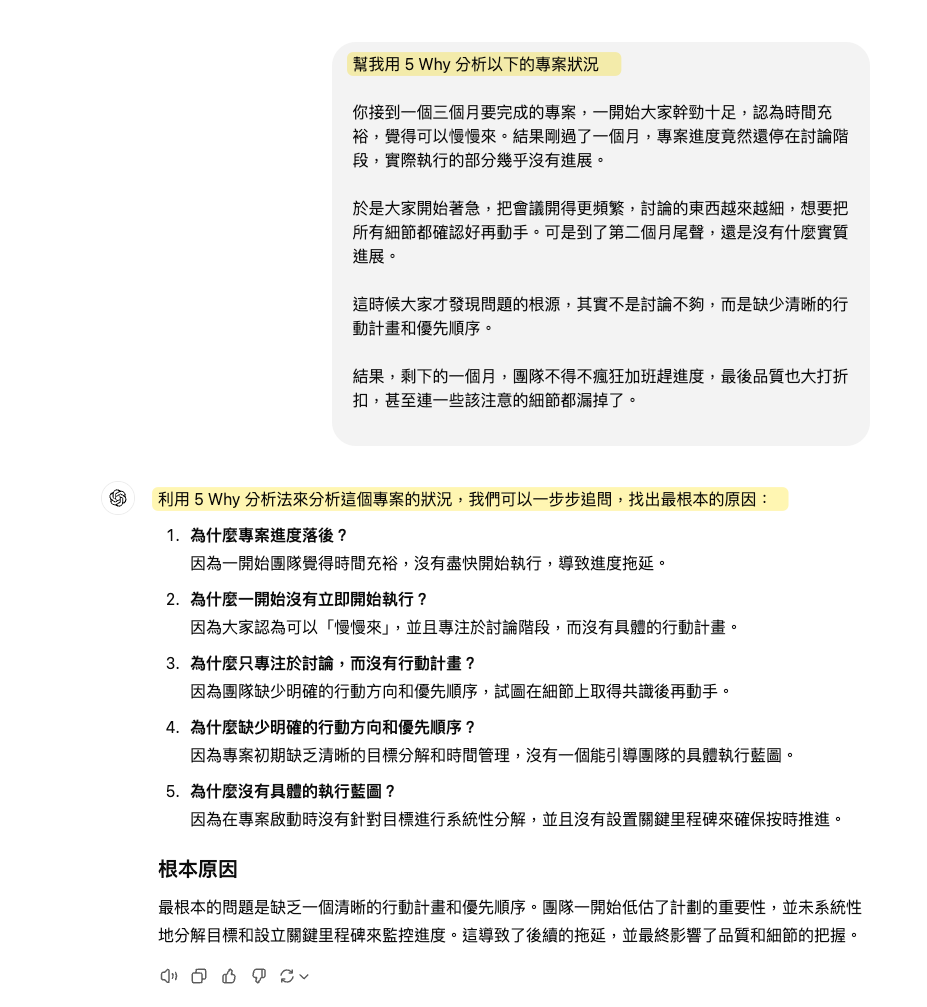 幫我用 5 Why 分析以下的專案狀況
你接到一個三個月要完成的專案，一開始大家幹勁十足，認為時間充
裕，覺得可以慢慢來。結果剛過了一個月，專案進度竟然還停在討論階
段，實際執行的部分幾乎沒有進展。
於是大家開始著急，把會議開得更頻繁，討論的東西越來越細，想要把
所有細節都確認好再動手。可是到了第二個月尾聲，還是沒有什麼實質
進展。
這時候大家才發現問題的根源，其實不是討論不夠，而是缺少清晰的行
動計畫和優先順序。
結果，剩下的一個月，團隊不得不瘋狂加班趕進度，最後品質也大打折
扣，甚至連一些該注意的細節都漏掉了。
利用 5 Why 分析法來分析這個專案的狀況，我們可以一步步追問，找出最根本的原因：
1. 為什麼專案進度落後？
因為一開始團隊覺得時間充裕，沒有盡快開始執行，導致進度拖延。
2. 為什麼一開始沒有立即開始執行？
因為大家認為可以「慢慢來」，並且專注於討論階段，而沒有具體的行動計畫。
3. 為什麼只專注於討論，而沒有行動計畫？
因為團隊缺少明確的行動方向和優先順序，試圖在細節上取得共識後再動手。
4. 為什麼缺少明確的行動方向和優先順序？
因為專案初期缺乏清晰的目標分解和時間管理，沒有一個能引導團隊的具體執行藍圖。
5. 為什麼沒有具體的執行藍圖？
因為在專案啟動時沒有針對目標進行系統性分解，並且沒有設置關鍵里程碑來確保按時推進。
根本原因
最根本的問題是缺乏一個清晰的行動計畫和優先順序。團隊一開始低估了計劃的重要性，並未系統性
地分解目標和設立關鍵里程碑來監控進度。這導致了後續的拖延，並最終影響了品質和細節的把握。